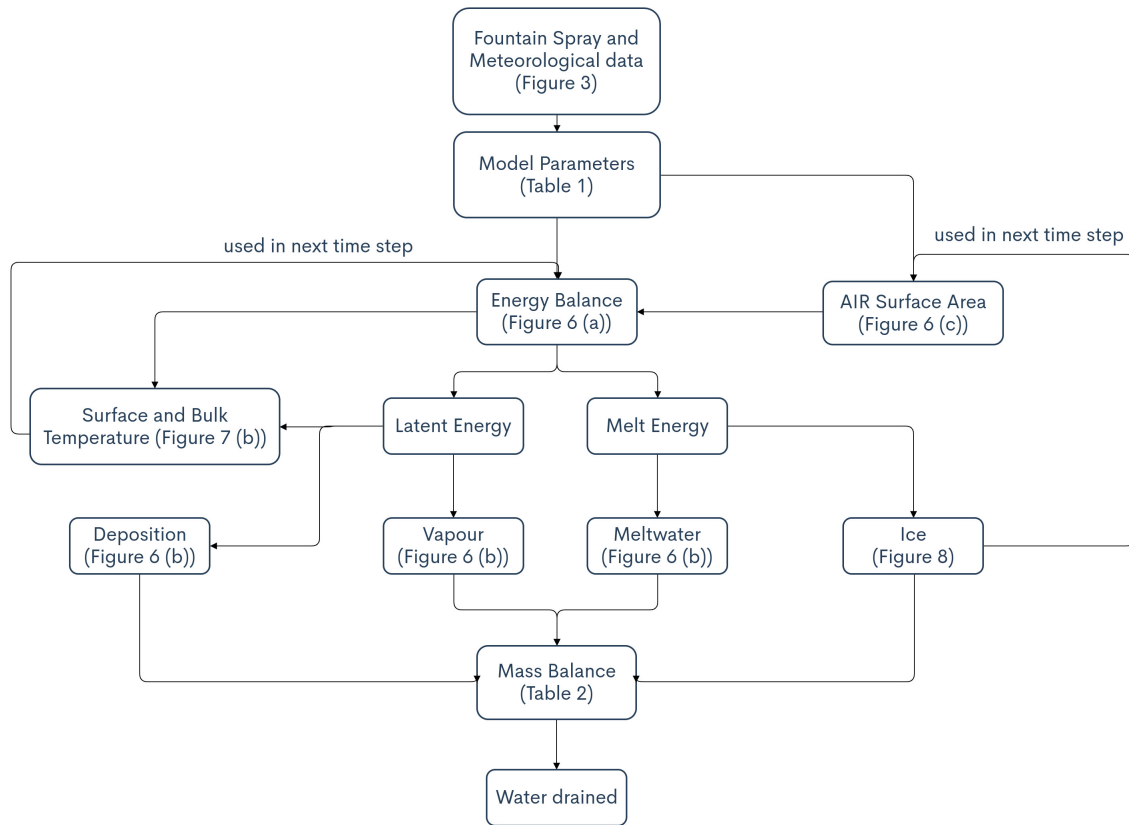 Fountain Spray and
Meteorological data
(Figure 3)
Model Parameters
(Table 1)
used in next time step
used in next time step
Energy Balance
(Figure 6 (a))
AIR Surface Area
(Figure 6 (c))
Surface and Bulk
Temperature (Figure 7 (b))
Latent Energy
Melt Energy
Deposition
(Figure 6 (b))
Vapour
(Figure 6 (b))
Meltwater
(Figure 6 (b))
Ice
(Figure 8)
Mass Balance
(Table 2)
Water drained